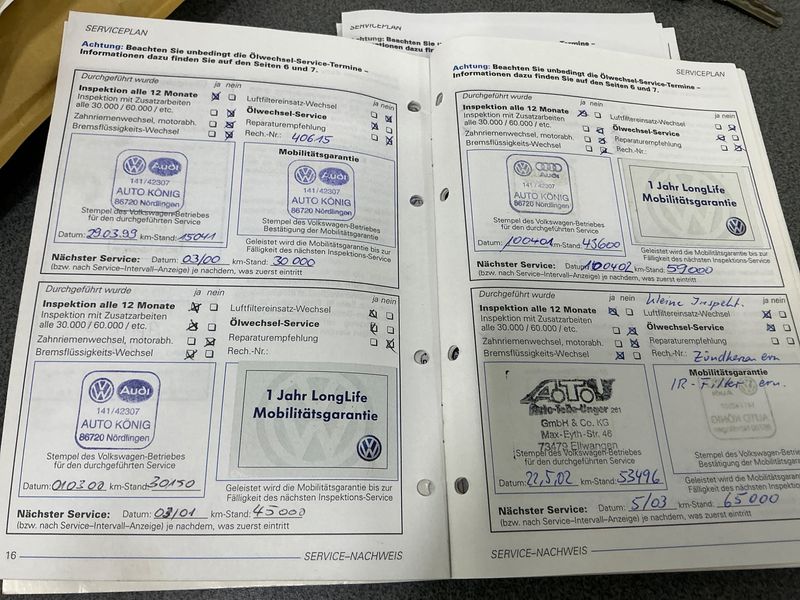 SERVICEPLAN
Achtung: Beachten Sie unbedingt die Ölwechsel-Service-Termine –
Informationen dazu finden Sie auf den Seiten 6 und 7.
Durchgeführt wurde
ja nein
ja nein
Inspektion alle 12 Monate
Luftfiltereinsatz-Wechsel
Inspektion mit Zusatzarbeiten
alle 30.000 / 60.000 / etc.
Ölwechsel-Service
Zahnriemenwechsel, motorabh.
Reparaturempfehlung
Bremsflüssigkeits-Wechsel
Rech.-Nr.: 40615
Mobilitätsgarantie
Audi
141/42307
AUTO KÖNIG
86720 Nördlingen
Audi
141/42307
AUTO KÖNIG
86720 Nördlingen
Stempel des Volkswagen-Betriebes
für den durchgeführten Service
Stempel des Volkswagen-Betriebes
Bestätigung der Mobilitätsgarantie
Datum: 29.03.99 km-Stand: 15041
Geleistet wird die Mobilitätsgarantie bis zur
Fälligkeit des nächsten Inspektions-Service
Nächster Service: Datum: 03/00 km-Stand: 30 000
(bzw. nach Service-Intervall-Anzeige) je nachdem, was zuerst eintritt
Durchgeführt wurde
ja nein
ja nein
Inspektion alle 12 Monate
Luftfiltereinsatz-Wechsel
Inspektion mit Zusatzarbeiten
alle 30.000 / 60.000 / etc.
Ölwechsel-Service
Zahnriemenwechsel, motorabh.
Reparaturempfehlung
Bremsflüssigkeits-Wechsel
Rech.-Nr.:
Audi
141/42307
AUTO KÖNIG
86720 Nördlingen
1 Jahr LongLife
Mobilitätsgarantie
Stempel des Volkswagen-Betriebes
für den durchgeführten Service
Datum: km-Stand: 30150
Geleistet wird die Mobilitätsgarantie bis zur
Fälligkeit des nächsten Inspektions-Service
Nächster Service: Datum: 03/01 km-Stand: 45000
(bzw. nach Service–Intervall–Anzeige) je nachdem, was zuerst eintritt
16
SERVICE–NACHWEIS
SERVICEPLAN
SERVICEPLAN
Achtung: Beachten Sie unbedingt die Ölwechsel-Service-Termine –
Informationen dazu finden Sie auf den Seiten 6 und 7.
Durchgeführt wurde
ja nein
ja nein
Inspektion alle 12 Monate
Luftfiltereinsatz-Wechsel
Inspektion mit Zusatzarbeiten
alle 30.000 / 60.000 / etc.
Ölwechsel-Service
Zahnriemenwechsel, motorabh.
Reparaturempfehlung
Bremsflüssigkeits-Wechsel
Rech.-Nr.:
Audi
141/42307
AUTO KÖNIG
86720 Nördlingen
1 Jahr LongLife
Mobilitätsgarantie
Stempel des Volkswagen-Betriebes
für den durchgeführten Service
Datum: 100401 km-Stand: 43600
Geleistet wird die Mobilitätsgarantie bis zur
Fälligkeit des nächsten Inspektions-Service
Nächster Service: Datum: 100402 km-Stand: 59000
(bzw. nach Service-Intervall-Anzeige) je nachdem, was zuerst eintritt
Durchgeführt wurde
ja nein
kleine Inspekt.
ja nein
Inspektion alle 12 Monate
Luftfiltereinsatz-Wechsel
Inspektion mit Zusatzarbeiten
alle 30.000 / 60.000 / etc.
Ölwechsel-Service
Zahnriemenwechsel, motorabh.
Reparaturempfehlung
Bremsflüssigkeits-Wechsel
Rech.-Nr.: Zündkerzen ern
Mobilitätsgarantie
IR-Filter ern.
Auto-Teile-Unger 261
GmbH & Co. KG
Max-Eyth-Str. 46
73479 Ellwangen
Stempel des Volkswagen-Betriebes
für den durchgeführten Service
Stempel des Volkswagen-Betriebes
Bestätigung der Mobilitätsgarantie
Datum: 22.5.02 km-Stand: 53496
Geleistet wird die Mobilitätsgarantie bis zur
Fälligkeit des nächsten Inspektions-Service
Nächster Service: Datum: 5/03 km-Stand: 65000
(bzw. nach Service–Intervall–Anzeige) je nachdem, was zuerst eintritt
SERVICE–NACHWEIS